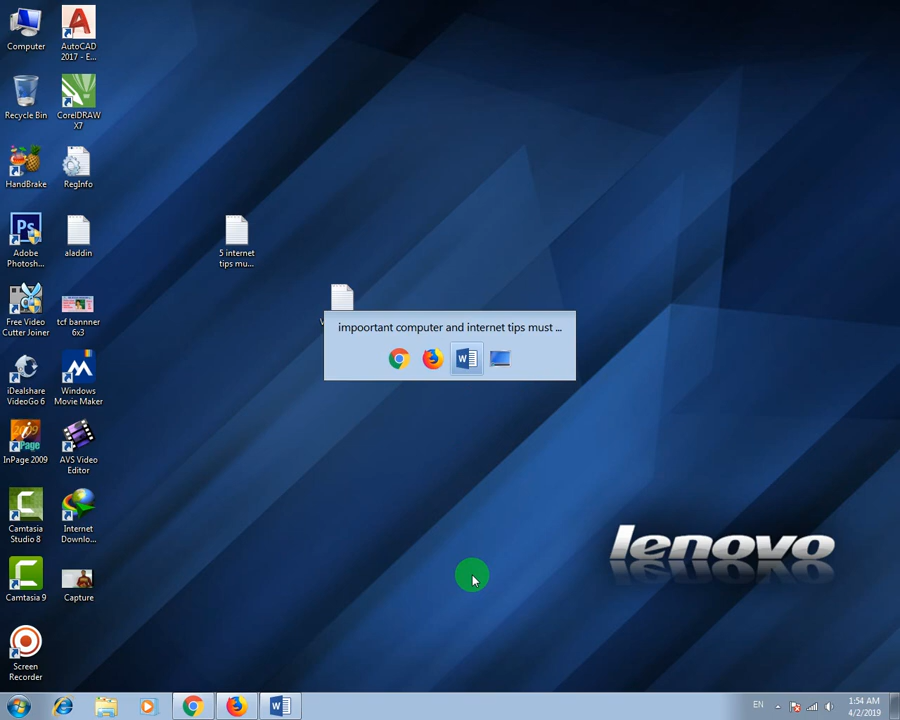 Computer
AutoCAD
2017 - E...
Recycle Bin
CorelDRAW
X7
HandBrake
RegInfo
Ps
Adobe
Photosh...
aladdin
5 internet
tips mu...
Free Video
Cutter Joiner
tcf bannner
6x3
impoortant computer and internet tips must ...
iDealshare
VideoGo 6
Windows
Movie Maker
2009
InPage 2009
AVS Video
Editor
Camtasia
Studio 8
Internet
Downlo...
lenovo
Camtasia 9
Capture
Screen
Recorder
EN
1:54 AM
4/2/2019